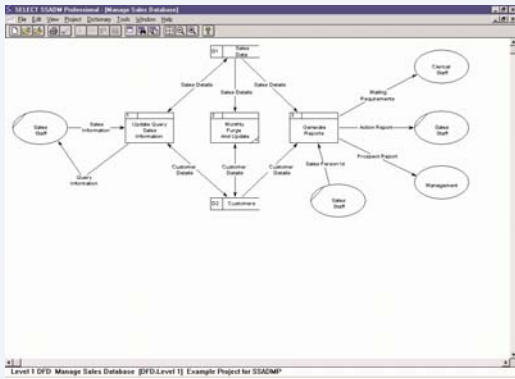 SELECT SSADM Professional - [Manage Sales Database]
File Edit View Project Dictionary Tools Window Help
D1 Sales Data
Clerical
Staff
Sales Details
Sales Details
Sales Details
Mailing
Requirements
Sales
Staff
Sales
Information
1
Update Query
Sales
Information
Monthly
Purge
And Update
Generate
Reports
Action Report
Sales
Staff
Query
Information
Customer
Details
Customer
Details
Customer
Details
Sales Person Id
Prospect Report
Management
D2 Customers
Sales
Staff
Level 1 DFD Manage Sales Database [DFD.Level 1] Example Project for SSADMP